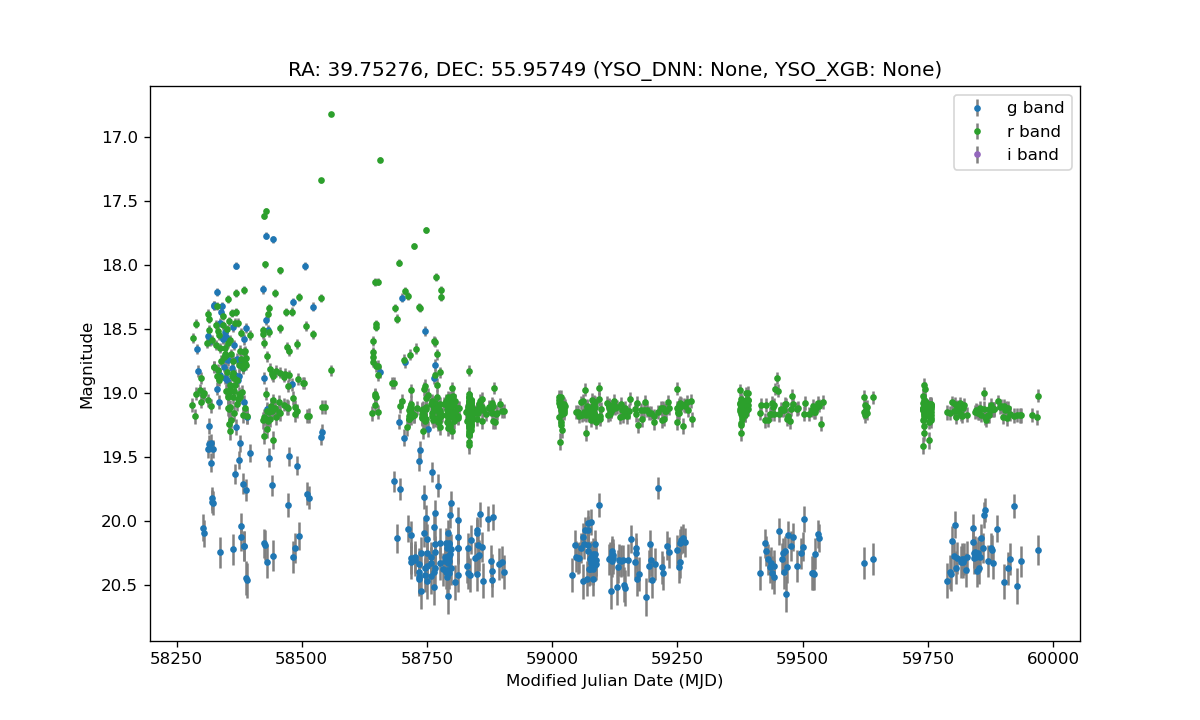 RA: 39.75276, DEC: 55.95749 (YSO_DNN: None, YSO_XGB: None)
g band
r band
i band
Magnitude
17.0
17.5
18.0
18.5
19.0
19.5
20.0
20.5
58250 58500 58750 59000 59250 59500 59750 60000
Modified Julian Date (MJD)